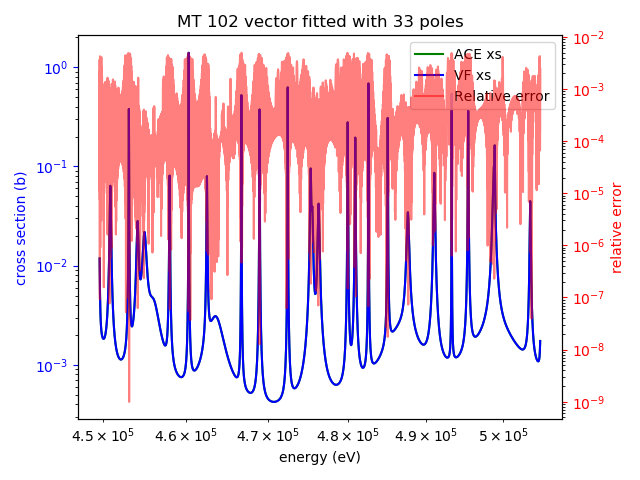 MT 102 vector fitted with 33 poles
ACE xs
VF xs
Relative error
cross section (b)
10⁰
10⁻¹
10⁻²
10⁻³
relative error
10⁻²
10⁻³
10⁻⁴
10⁻⁵
10⁻⁶
10⁻⁷
10⁻⁸
10⁻⁹
4.5 × 10⁵ 4.6 × 10⁵ 4.7 × 10⁵ 4.8 × 10⁵ 4.9 × 10⁵ 5 × 10⁵
energy (eV)